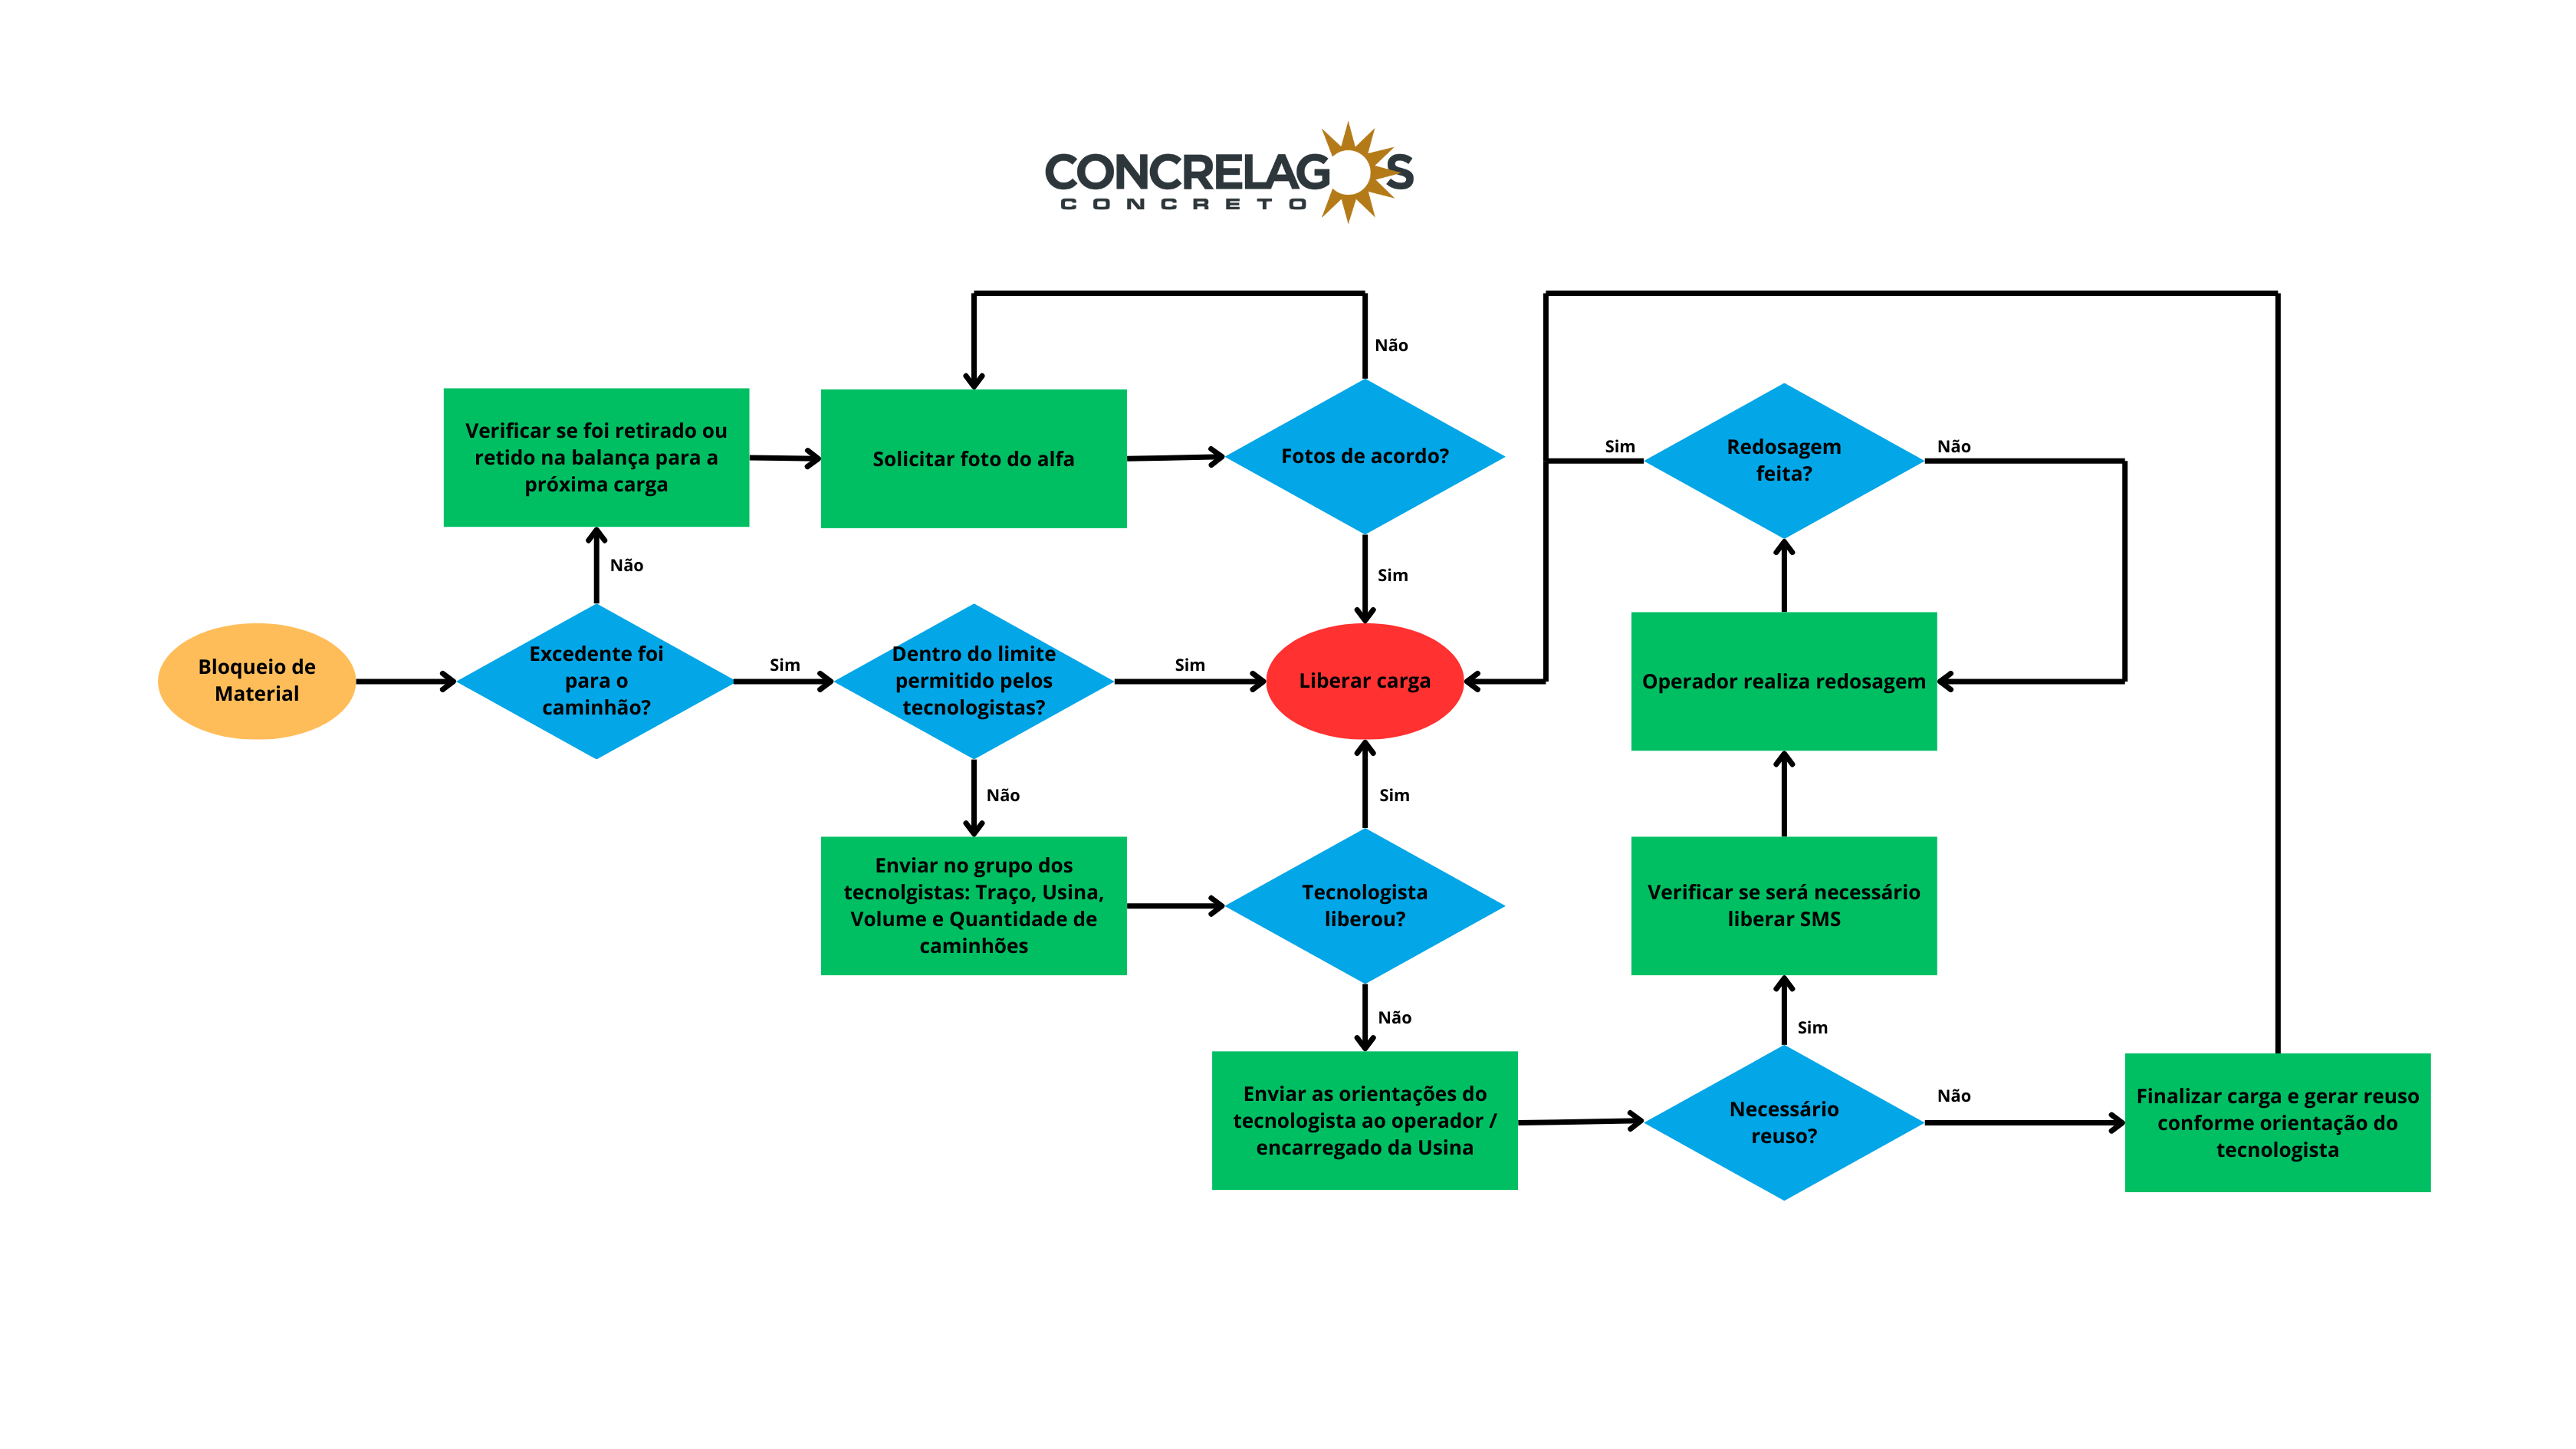 CONCRELAGOS
CONCRETO
Não
Verificar se foi retirado ou
retido na balança para a
próxima carga
Solicitar foto do alfa
Fotos de acordo?
Sim
Redosagem
feita?
Não
Não
Sim
Bloqueio de
Material
Excedente foi
para o
caminhão?
Sim
Dentro do limite
permitido pelos
tecnologistas?
Sim
Liberar carga
Operador realiza redosagem
Não
Sim
Enviar no grupo dos
tecnolgistas: Traço, Usina,
Volume e Quantidade de
caminhões
Tecnologista
liberou?
Verificar se será necessário
liberar SMS
Não
Sim
Enviar as orientações do
tecnologista ao operador /
encarregado da Usina
Necessário
reuso?
Não
Finalizar carga e gerar reuso
conforme orientação do
tecnologista